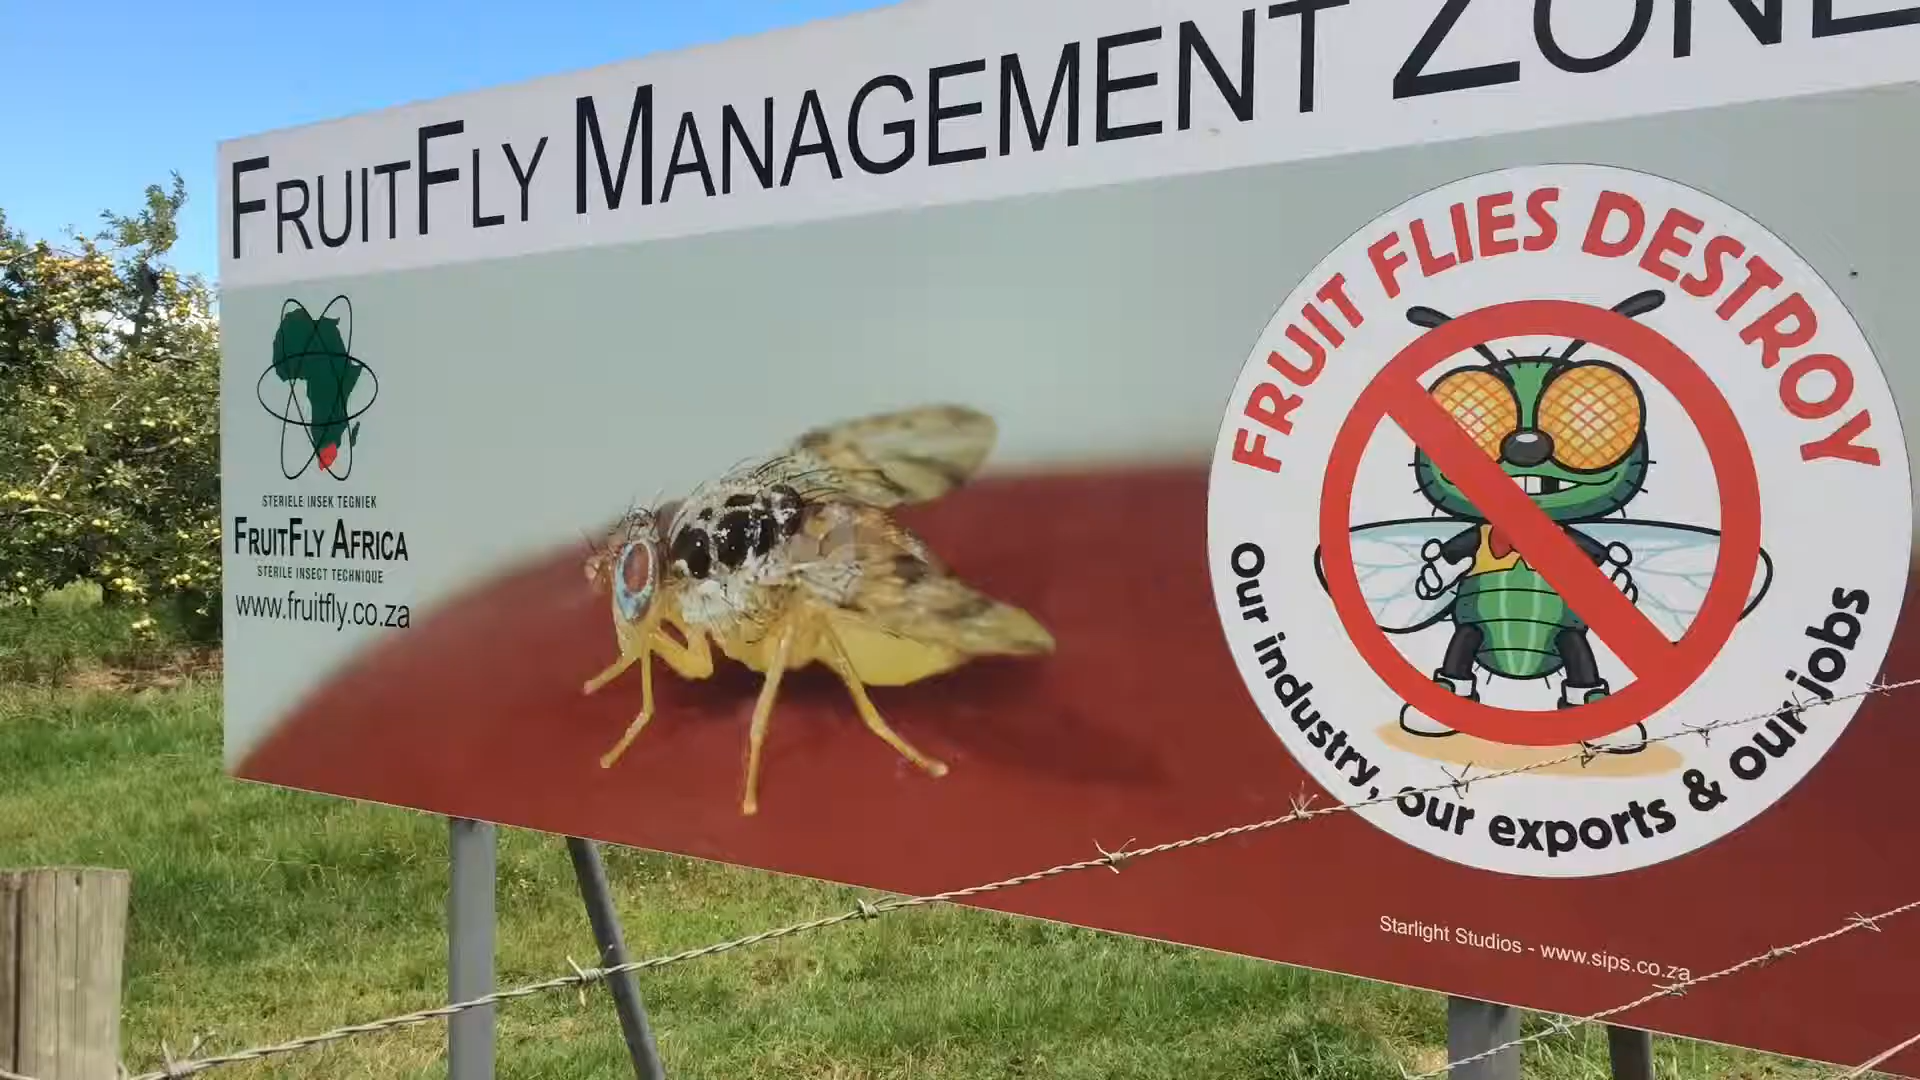 FRUITFLY MANAGEMENT ZONE
STERIELE INSEK TEGNIEK
FRUITFLY AFRICA
STERILE INSECT TECHNIQUE
www.fruitfly.co.za
FRUIT FLIES DESTROY
Our industry, our exports & our jobs
Starlight Studios - www.sips.co.za